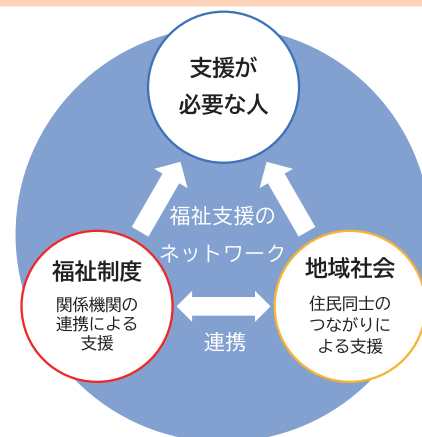 支援が
必要な人
福祉支援の
ネットワーク
福祉制度
関係機関の
連携による
支援
連携
地域社会
住民同士の
つながりに
よる支援